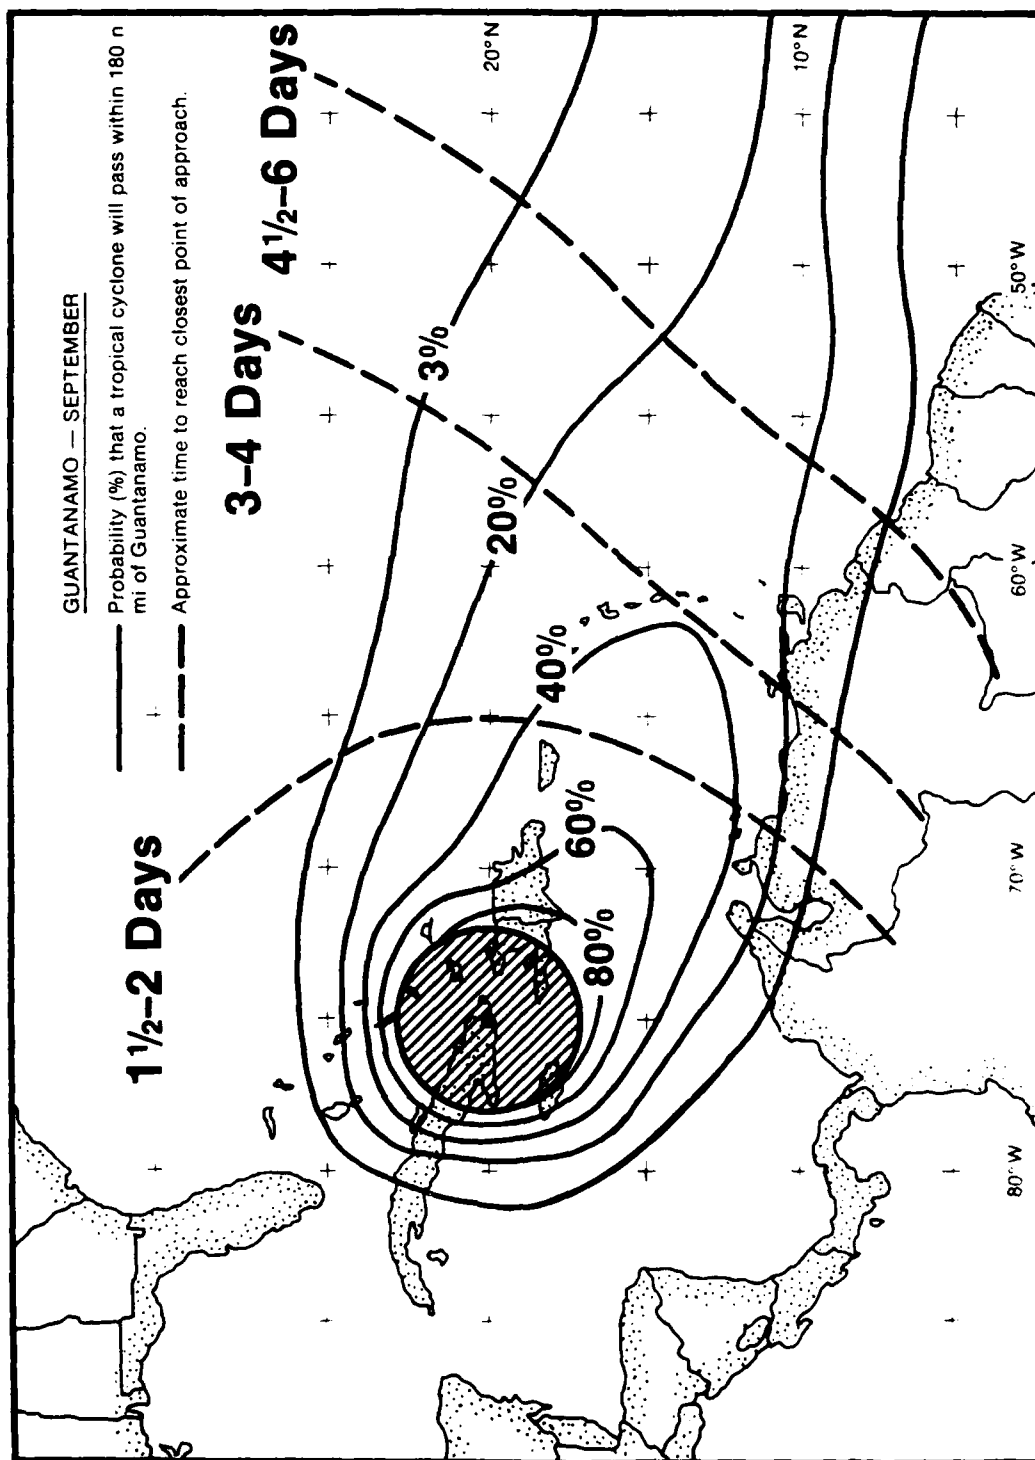 GUANTANAMO — SEPTEMBER
Probability (%) that a tropical cyclone will pass within 180 n
mi of Guantanamo.
Approximate time to reach closest point of approach.
1½–2 Days
3–4 Days
4½–6 Days
3%
20%
40%
60%
80%
20°N
10°N
80° W
70° W
60° W
50°W